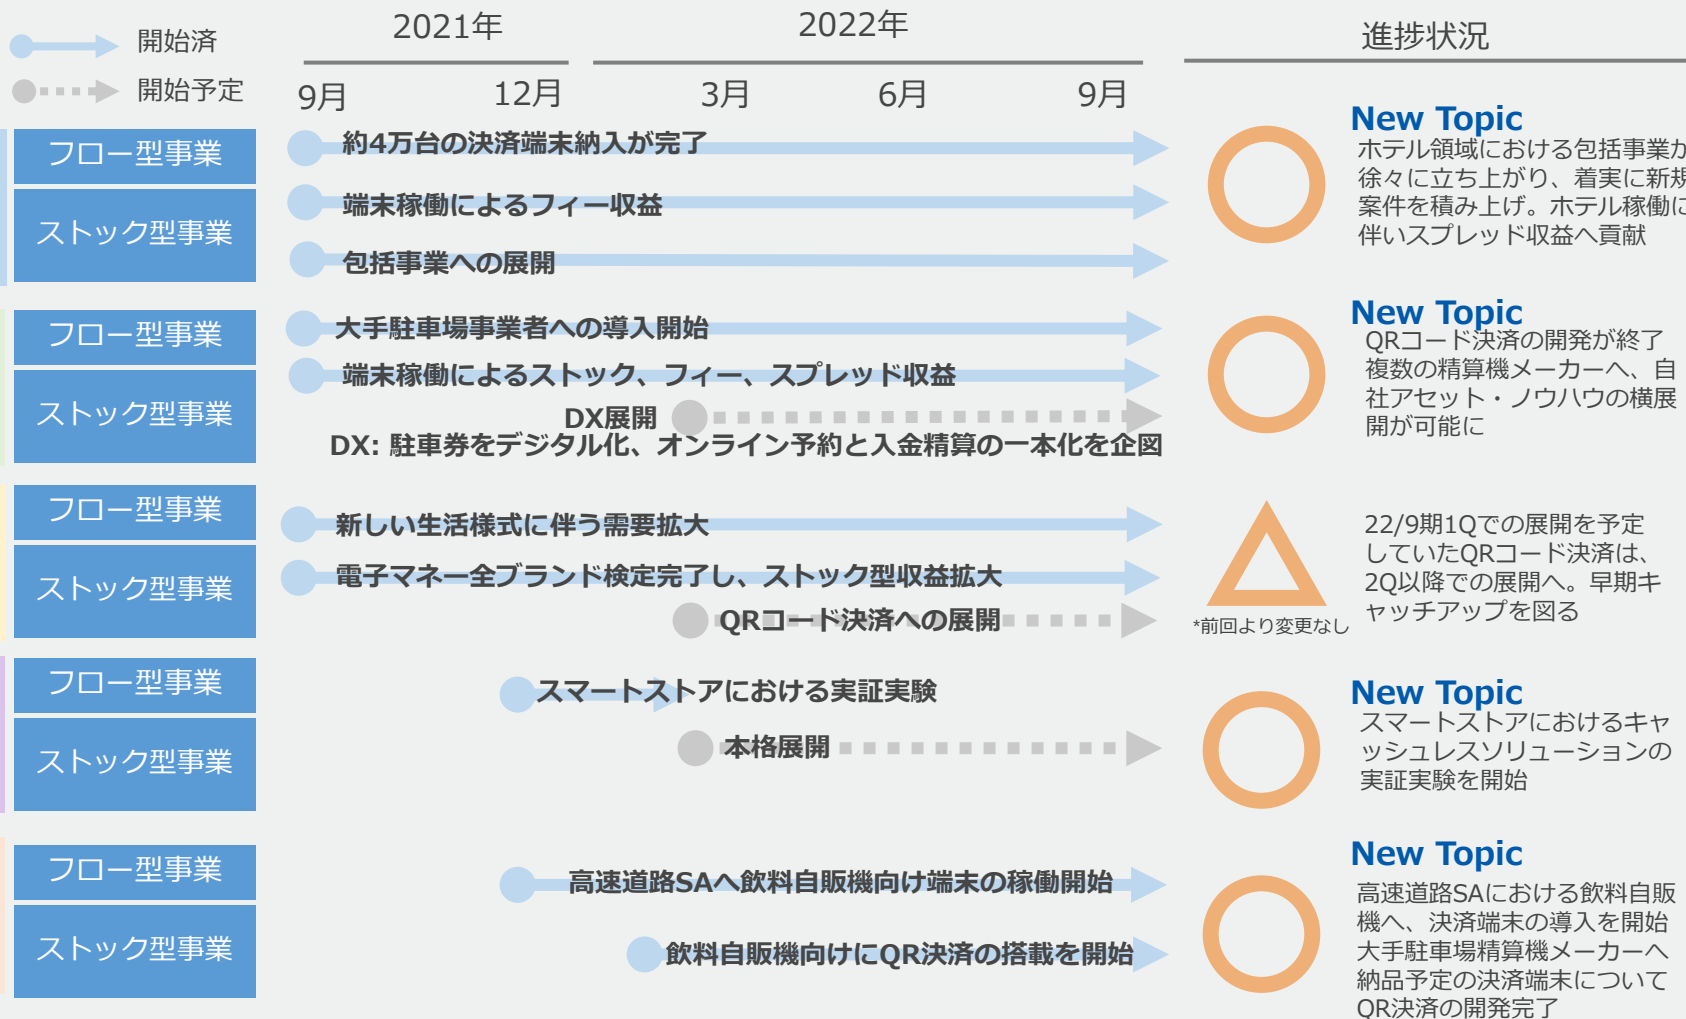 開始済
開始予定
2021年
2022年
進捗状況
9月
12月
3月
6月
9月
フロー型事業
ストック型事業
約4万台の決済端末納入が完了
端末稼働によるフィー収益
包括事業への展開
New Topic
ホテル領域における包括事業が
徐々に立ち上がり、着実に新規
案件を積み上げ。ホテル稼働に
伴いスプレッド収益へ貢献
フロー型事業
ストック型事業
大手駐車場事業者への導入開始
端末稼働によるストック、フィー、スプレッド収益
DX展開
DX: 駐車券をデジタル化、オンライン予約と入金精算の一本化を企図
New Topic
QRコード決済の開発が終了
複数の精算機メーカーへ、自
社アセット・ノウハウの横展
開が可能に
フロー型事業
ストック型事業
新しい生活様式に伴う需要拡大
電子マネー全ブランド検定完了し、ストック型収益拡大
QRコード決済への展開
*前回より変更なし
22/9期1Qでの展開を予定
していたQRコード決済は、
2Q以降での展開へ。早期キ
ャッチアップを図る
フロー型事業
ストック型事業
スマートストアにおける実証実験
本格展開
New Topic
スマートストアにおけるキャ
ッシュレスソリューションの
実証実験を開始
フロー型事業
ストック型事業
高速道路SAへ飲料自販機向け端末の稼働開始
飲料自販機向けにQR決済の搭載を開始
New Topic
高速道路SAにおける飲料自販
機へ、決済端末の導入を開始
大手駐車場精算機メーカーへ
納品予定の決済端末について
QR決済の開発完了